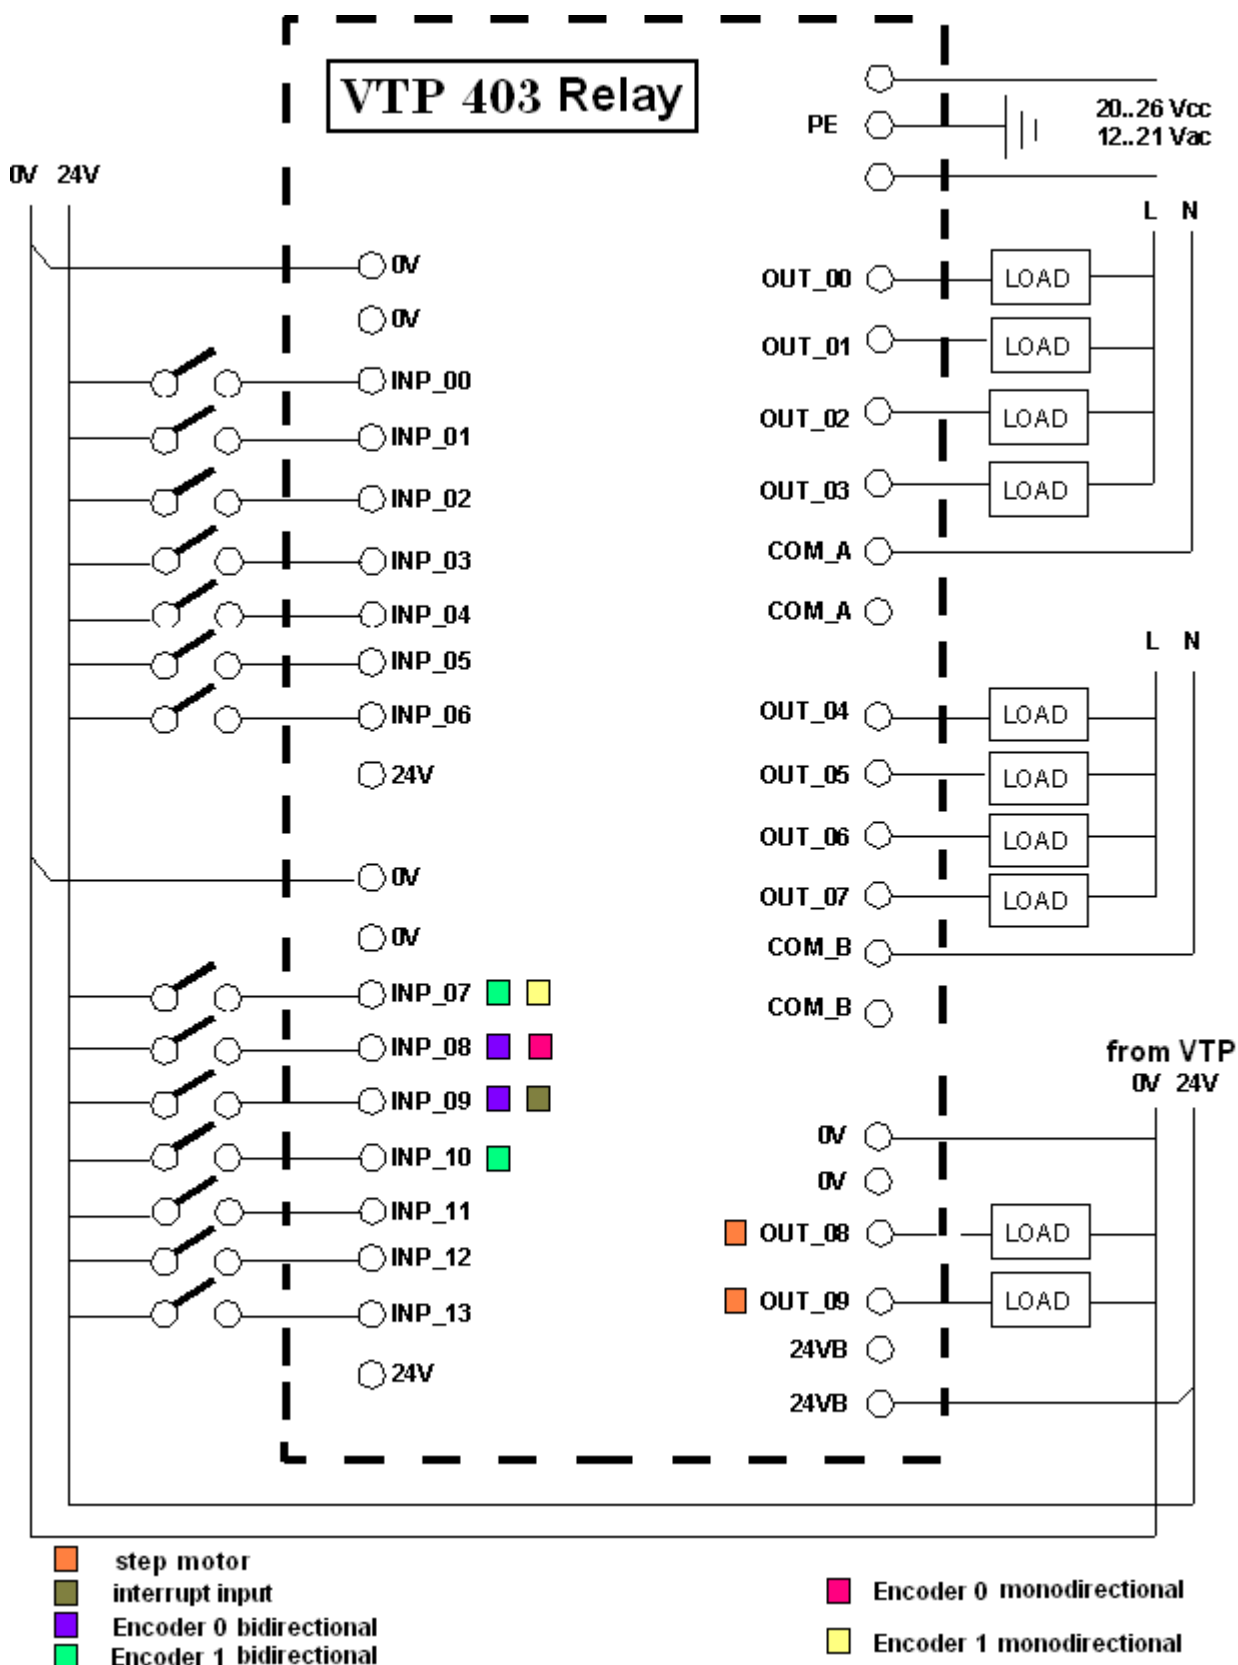 VTP 403 Relay
PE
20..26 Vcc
12..21 Vac
0V 24V
L N
0V
0V
INP_00
INP_01
INP_02
INP_03
INP_04
INP_05
INP_06
24V
0V
0V
INP_07
INP_08
INP_09
INP_10
INP_11
INP_12
INP_13
24V
OUT_00 LOAD
OUT_01 LOAD
OUT_02 LOAD
OUT_03 LOAD
COM_A
COM_A
L N
OUT_04 LOAD
OUT_05 LOAD
OUT_06 LOAD
OUT_07 LOAD
COM_B
COM_B
from VTP
0V 24V
0V
0V
OUT_08 LOAD
OUT_09 LOAD
24VB
24VB
step motor
interrupt input
Encoder 0 bidirectional
Encoder 1 bidirectional
Encoder 0 monodirectional
Encoder 1 monodirectional